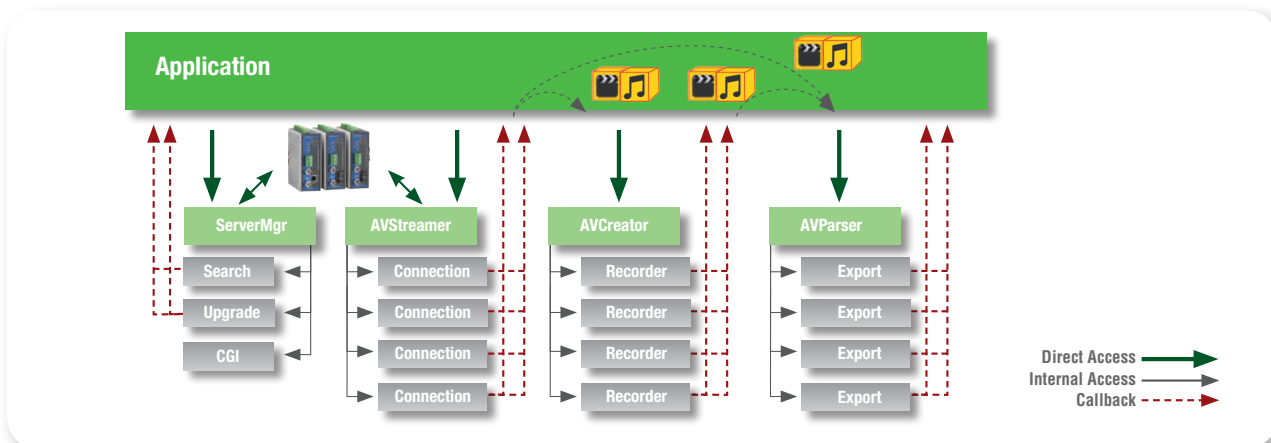 Application
ServerMgr
Search
Upgrade
CGI
AVStreamer
Connection
Connection
Connection
Connection
AVCreator
Recorder
Recorder
Recorder
Recorder
AVParser
Export
Export
Export
Export
Direct Access
Internal Access
Callback